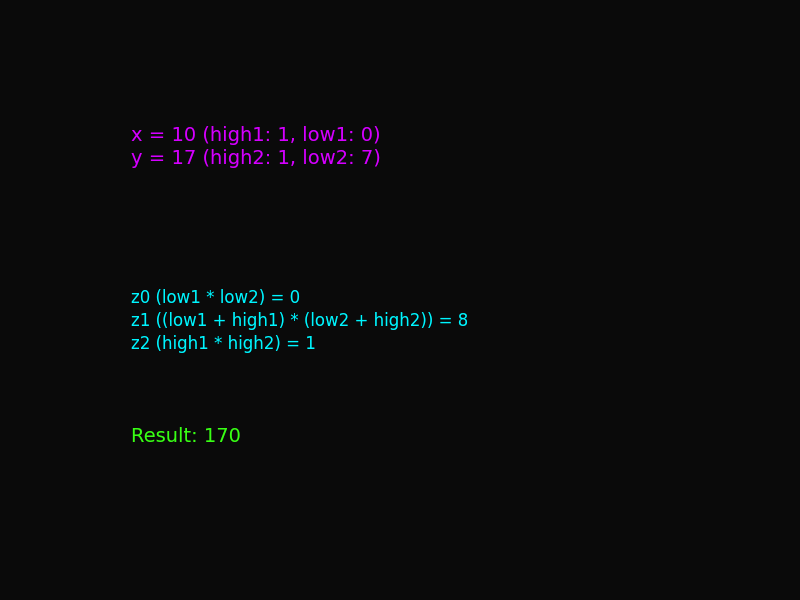 x = 10 (high1: 1, low1: 0)
y = 17 (high2: 1, low2: 7)
z0 (low1 * low2) = 0
z1 ((low1 + high1) * (low2 + high2)) = 8
z2 (high1 * high2) = 1
Result: 170